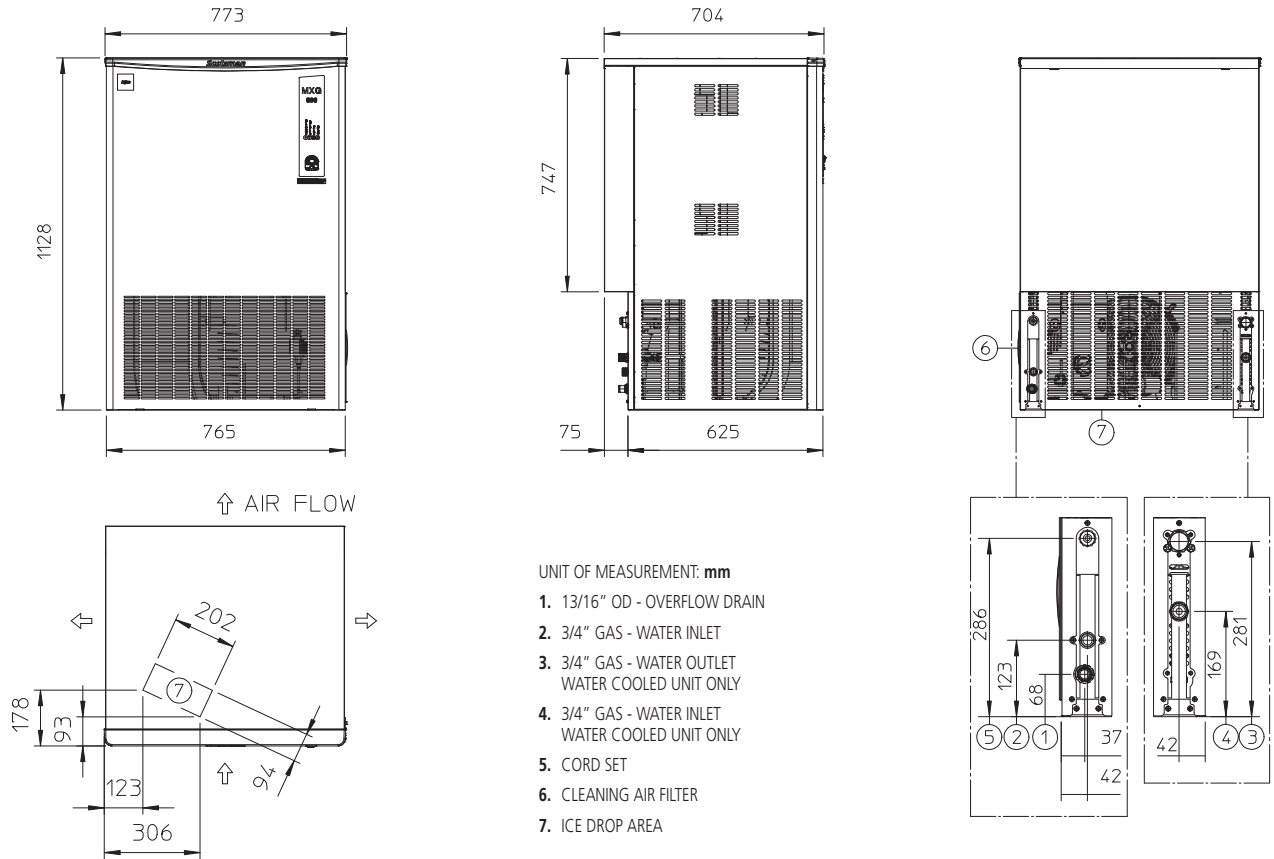 773
704
Scotsman
MXG
1128
747
6
7
765
75
625
AIR FLOW
202
7
178
93
94
123
306
UNIT OF MEASUREMENT: mm
1. 13/16” OD - OVERFLOW DRAIN
2. 3/4” GAS - WATER INLET
3. 3/4” GAS - WATER OUTLET
WATER COOLED UNIT ONLY
4. 3/4” GAS - WATER INLET
WATER COOLED UNIT ONLY
5. CORD SET
6. CLEANING AIR FILTER
7. ICE DROP AREA
286
123
68
5
2
1
37
42
281
169
42
4
3